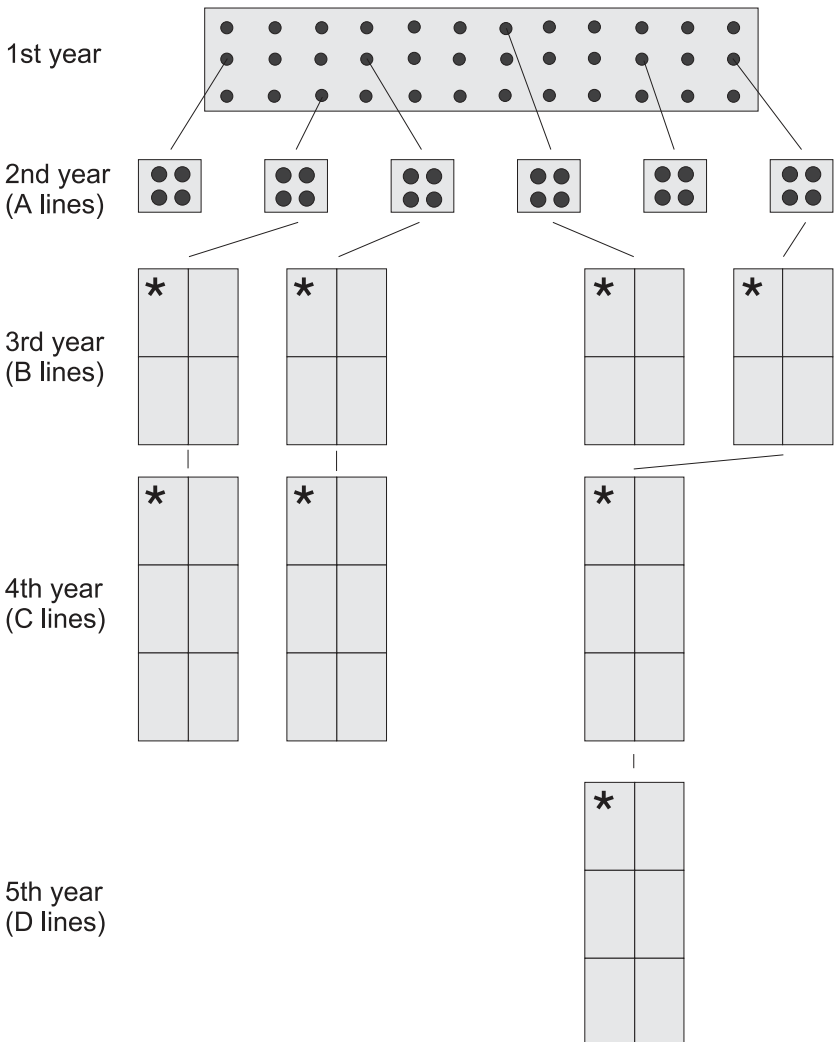 1st year
2nd year
(A lines)
*
*
*
*
3rd year
(B lines)
*
*
*
4th year
(C lines)
*
5th year
(D lines)